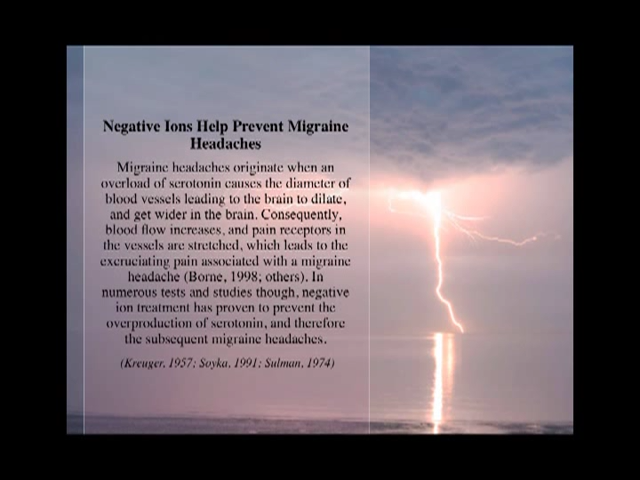 Negative Ions Help Prevent Migraine
Headaches
Migraine headaches originate when an
overload of serotonin causes the diameter of
blood vessels leading to the brain to dilate,
and get wider in the brain. Consequently,
blood flow increases, and pain receptors in
the vessels are stretched, which leads to the
excruciating pain associated with a migraine
headache (Borne, 1998; others). In
numerous tests and studies though, negative
ion treatment has proven to prevent the
overproduction of serotonin, and therefore
the subsequent migraine headaches.
(Kreuger, 1957; Soyka, 1991; Sulman, 1974)